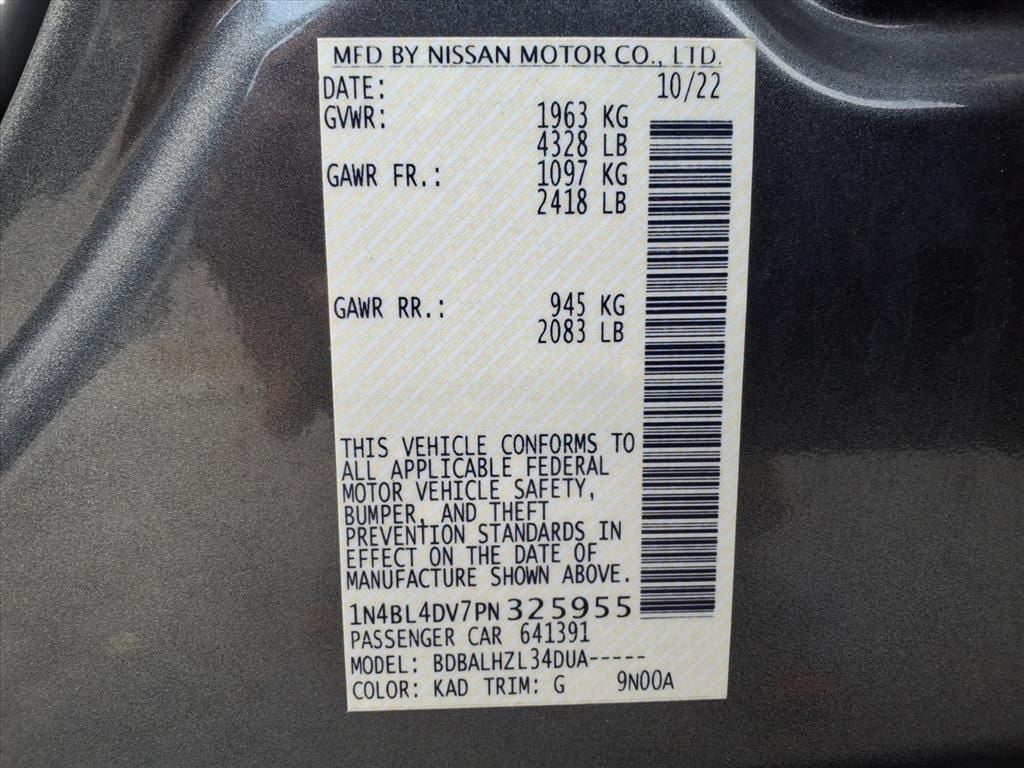 MFD BY NISSAN MOTOR CO., LTD.
DATE: 10/22
GVWR: 1963 KG
4328 LB
GAWR FR.: 1097 KG
2418 LB
GAWR RR.: 945 KG
2083 LB
THIS VEHICLE CONFORMS TO
ALL APPLICABLE FEDERAL
MOTOR VEHICLE SAFETY,
BUMPER, AND THEFT
PREVENTION STANDARDS IN
EFFECT ON THE DATE OF
MANUFACTURE SHOWN ABOVE.
1N4BL4DV7PN325955
PASSENGER CAR 641391
MODEL: BDBALHZL34DUA-----
COLOR: KAD TRIM: G 9N00A